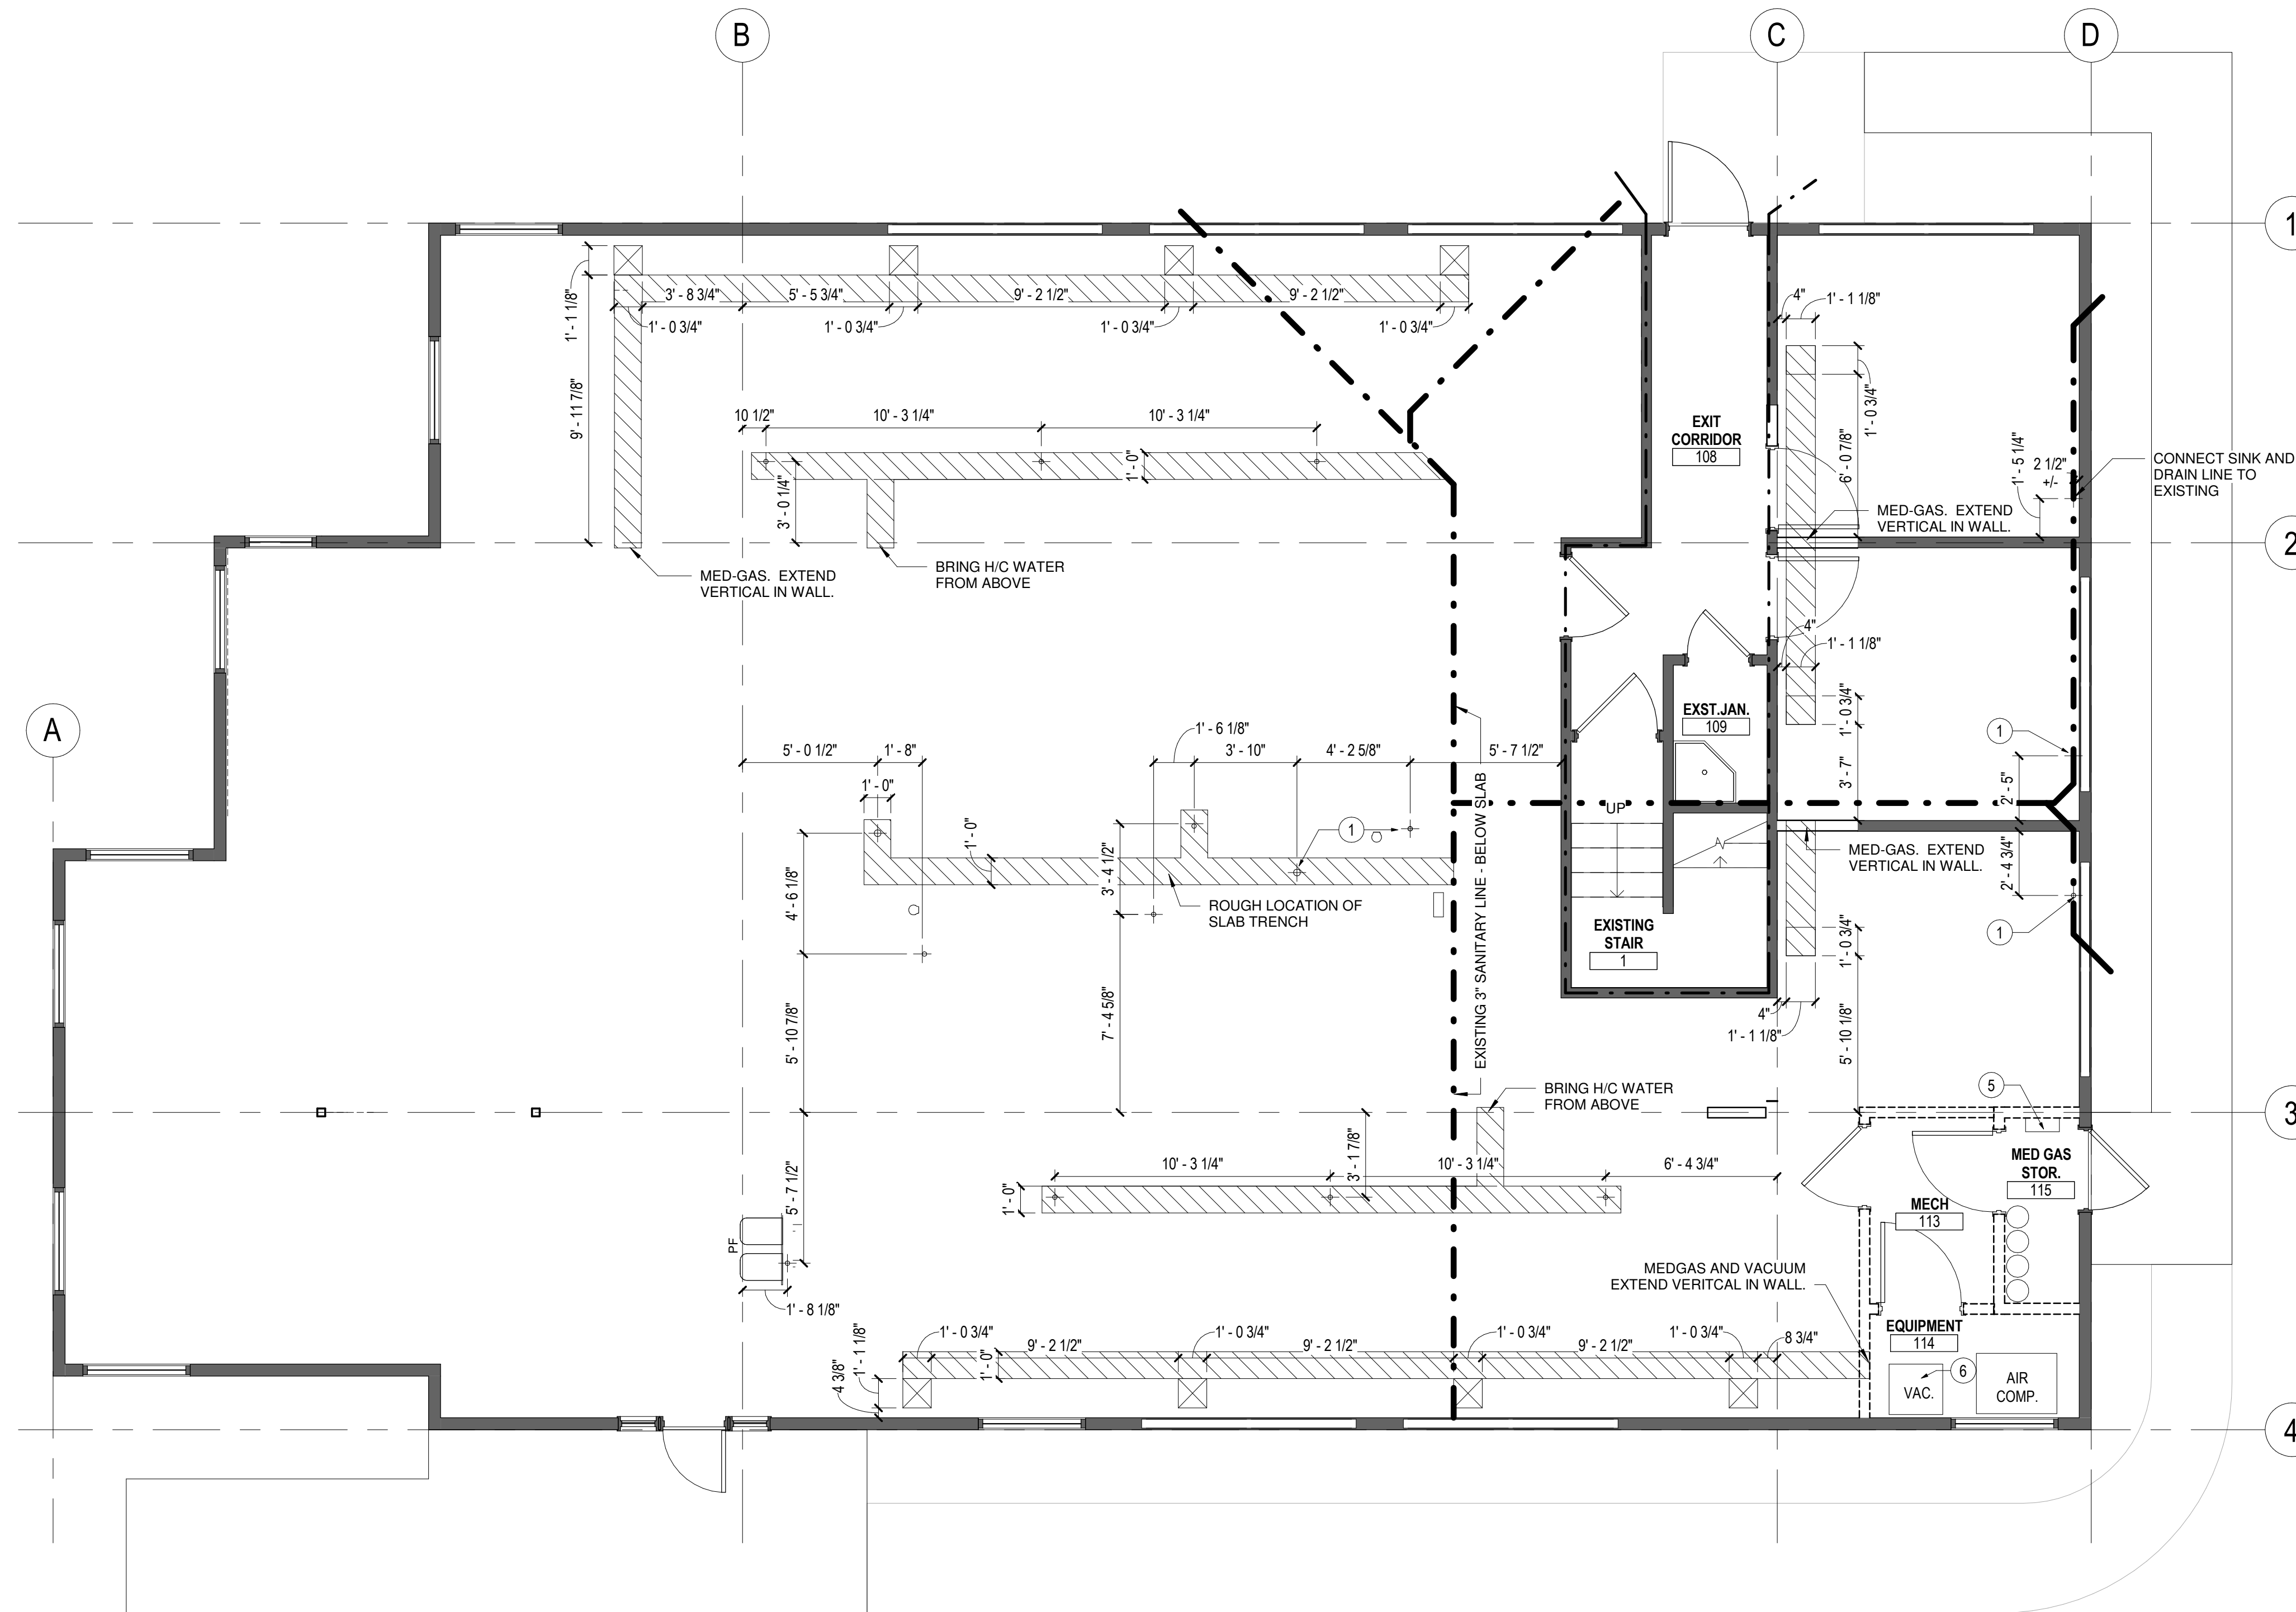 B
C
D
1
3' - 8 3/4"
5' - 5 3/4"
9' - 2 1/2"
9' - 2 1/2"
1' - 0 3/4"
1' - 0 3/4"
1' - 0 3/4"
1' - 0 3/4"
1' - 1 1/8"
9' - 11 7/8"
4"
1' - 1 1/8"
1' - 0 3/4"
6' - 0 7/8"
10 1/2"
10' - 3 1/4"
10' - 3 1/4"
1' - 0"
3' - 0 1/4"
EXIT
CORRIDOR
108
1' - 5 1/4"
2 1/2"
+/-
CONNECT SINK AND
DRAIN LINE TO
EXISTING
MED-GAS. EXTEND
VERTICAL IN WALL.
2
MED-GAS. EXTEND
VERTICAL IN WALL.
BRING H/C WATER
FROM ABOVE
4"
1' - 1 1/8"
A
EXST.JAN.
109
1' - 0 3/4"
3' - 7"
1
2' - 5"
5' - 0 1/2"
1' - 8"
1' - 6 1/8"
3' - 10"
4' - 2 5/8"
5' - 7 1/2"
1' - 0"
1' - 0"
1
UP
EXISTING 3" SANITARY LINE - BELOW SLAB
4' - 6 1/8"
3' - 4 1/2"
MED-GAS. EXTEND
VERTICAL IN WALL.
2' - 4 3/4"
ROUGH LOCATION OF
SLAB TRENCH
EXISTING
STAIR
1
1
1' - 0 3/4"
5' - 10 7/8"
7' - 4 5/8"
4"
1' - 1 1/8"
5' - 10 1/8"
BRING H/C WATER
FROM ABOVE
5
3
MED GAS
STOR.
115
10' - 3 1/4"
10' - 3 1/4"
6' - 4 3/4"
3' - 1 7/8"
1' - 0"
5' - 7 1/2"
MECH
113
PF
1' - 8 1/8"
MEDGAS AND VACUUM
EXTEND VERITCAL IN WALL.
EQUIPMENT
114
1' - 0 3/4"
9' - 2 1/2"
1' - 0 3/4"
9' - 2 1/2"
1' - 0 3/4"
9' - 2 1/2"
1' - 0 3/4"
8 3/4"
1' - 1 1/8"
4 3/8"
1' - 0"
VAC.
6
AIR
COMP.
4